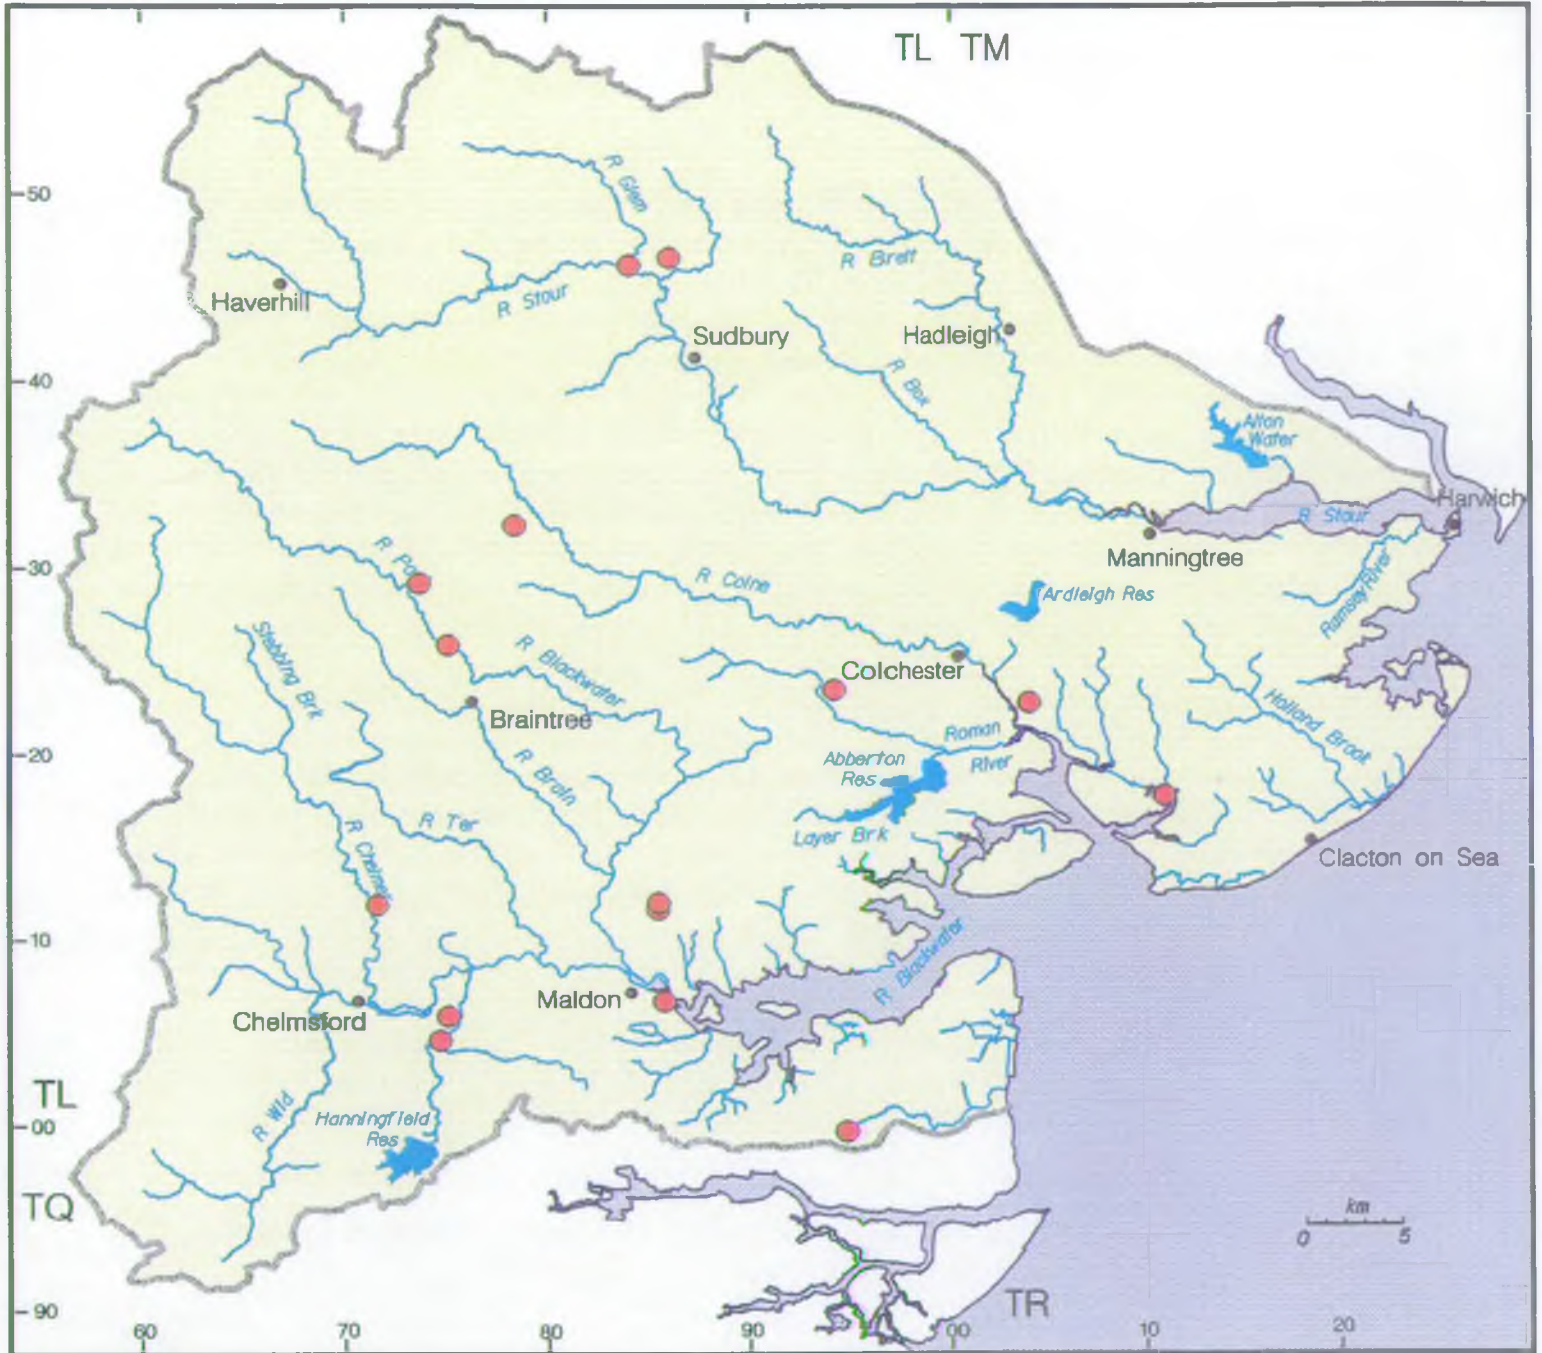 TL TM
50
R Glem
R Brett
Haverhill
R Stour
Sudbury
Hadleigh
40
R Box
Alton
Water
Harwich
R Stour
Manningtree
30
R Colne
Ardleigh Res
Ramsey River
Stebbing Brk
R Blackwater
Colchester
Holland Brook
Braintree
Roman
River
20
R Brain
Abberton
Res
R Ter
Layer Brk
R Chelmer
Clacton on Sea
10
R Blackwater
Maldon
Chelmsford
TL
R Wid
Hanningfield
Res
00
TQ
km
0 5
TR
90
60 70 80 90 00 10 20